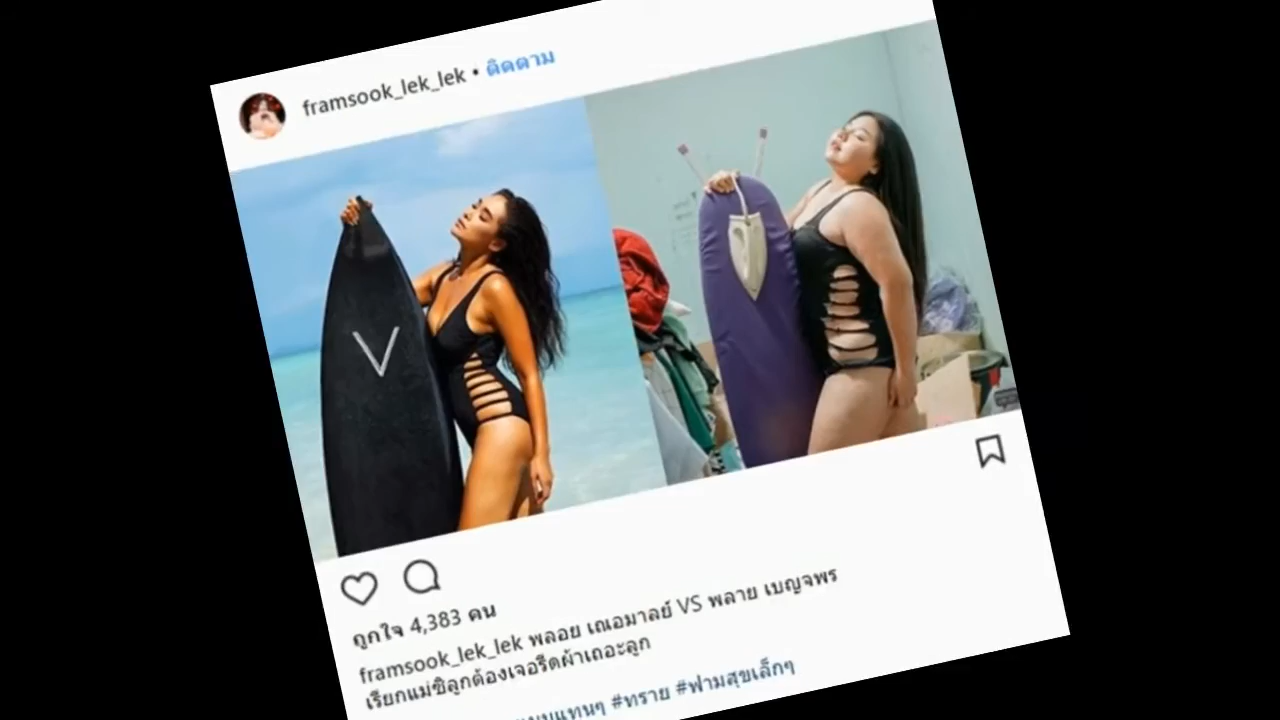 framsook_lek_lek • ติดตาม
V
ถูกใจ 4,383 คน
framsook_lek_lek พลอย เฌอมาลย์ VS พลาย เบญจพร
เรียกแม่ซิลูกต้องเจอรีดผ้าเถอะลูก
#ทราย #ฟามสุขเล็กๆ